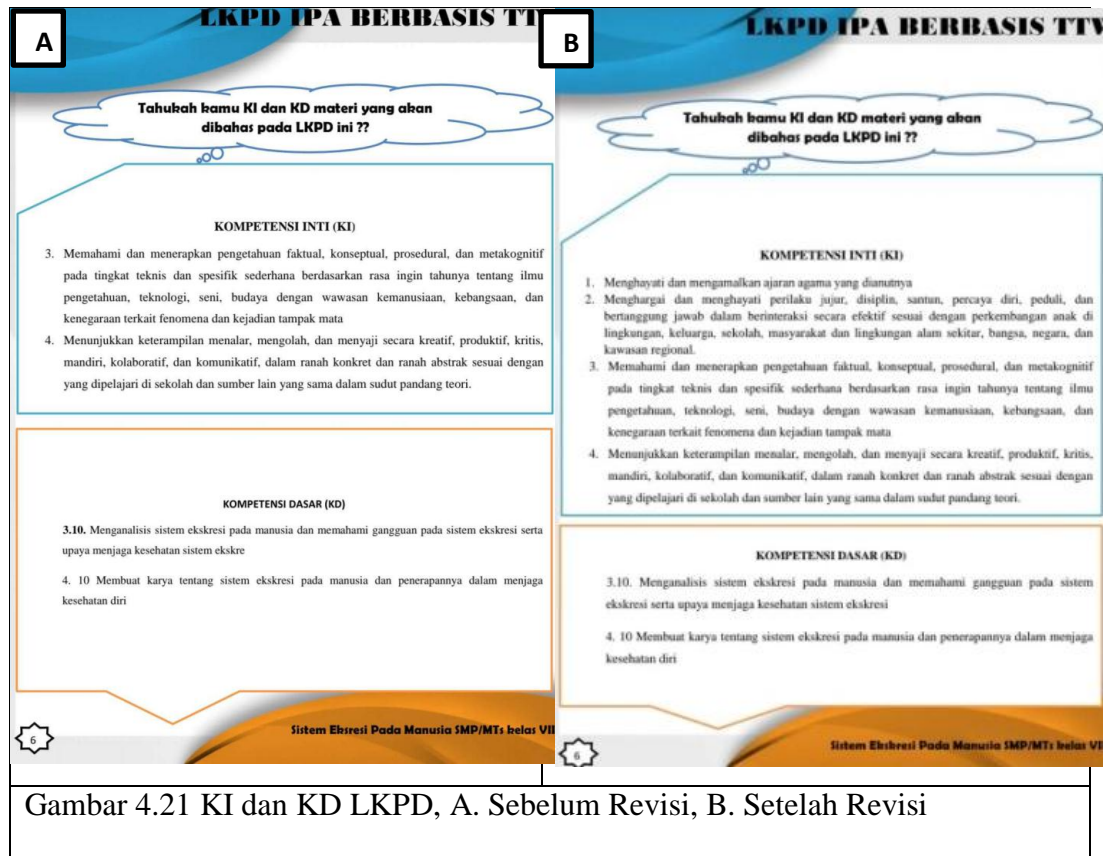 A
LKPD IPA BERBASIS
Tahukah kamu KI dan KD materi yang akan
dibahas pada LKPD ini ??
KOMPETENSI INTI (KI)
3. Memahami dan menerapkan pengetahuan faktual, konseptual, prosedural, dan metakognitif
pada tingkat teknis dan spesifik sederhana berdasarkan rasa ingin tahunya tentang ilmu
pengetahuan, teknologi, seni, budaya dengan wawasan kemanusiaan, kebangsaan, dan
kenegaraan terkait fenomena dan kejadian tampak mata
4. Menunjukkan keterampilan menalar, mengolah, dan menyaji secara kreatif, produktif, kritis,
mandiri, kolaboratif, dan komunikatif, dalam ranah konkret dan ranah abstrak sesuai dengan
yang dipelajari di sekolah dan sumber lain yang sama dalam sudut pandang teori.
KOMPETENSI DASAR (KD)
3.10. Menganalisis sistem ekskresi pada manusia dan memahami gangguan pada sistem ekskresi serta
upaya menjaga kesehatan sistem ekskre
4. 10 Membuat karya tentang sistem ekskresi pada manusia dan penerapannya dalam menjaga
kesehatan diri
6
Sistem Eksresi Pada Manusia SMP/MTs kelas VII
B
LKPD IPA BERBASIS
Tahukah kamu KI dan KD materi yang akan
dibahas pada LKPD ini ??
KOMPETENSI INTI (KI)
1. Menghayati dan mengamalkan ajaran agama yang dianutnya
2. Menghargai dan menghayati perilaku jujur, disiplin, santun, percaya diri, peduli, dan
bertanggung jawab dalam berinteraksi secara efektif sesuai dengan perkembangan anak di
lingkungan, keluarga, sekolah, masyarakat dan lingkungan alam sekitar, bangsa, negara, dan
kawasan regional.
3. Memahami dan menerapkan pengetahuan faktual, konseptual, prosedural, dan metakognitif
pada tingkat teknis dan spesifik sederhana berdasarkan rasa ingin tahunya tentang ilmu
pengetahuan, teknologi, seni, budaya dengan wawasan kemanusiaan, kebangsaan, dan
kenegaraan terkait fenomena dan kejadian tampak mata
4. Menunjukkan keterampilan menalar, mengolah, dan menyaji secara kreatif, produktif, kritis,
mandiri, kolaboratif, dan komunikatif, dalam ranah konkret dan ranah abstrak sesuai dengan
yang dipelajari di sekolah dan sumber lain yang sama dalam sudut pandang teori.
KOMPETENSI DASAR (KD)
3.10. Menganalisis sistem ekskresi pada manusia dan memahami gangguan pada sistem
ekskresi serta upaya menjaga kesehatan sistem ekskresi
4. 10 Membuat karya tentang sistem ekskresi pada manusia dan penerapannya dalam menjaga
kesehatan diri
6
Sistem Ekskresi Pada Manusia SMP/MTs kelas VI
Gambar 4.21 KI dan KD LKPD, A. Sebelum Revisi, B. Setelah Revisi